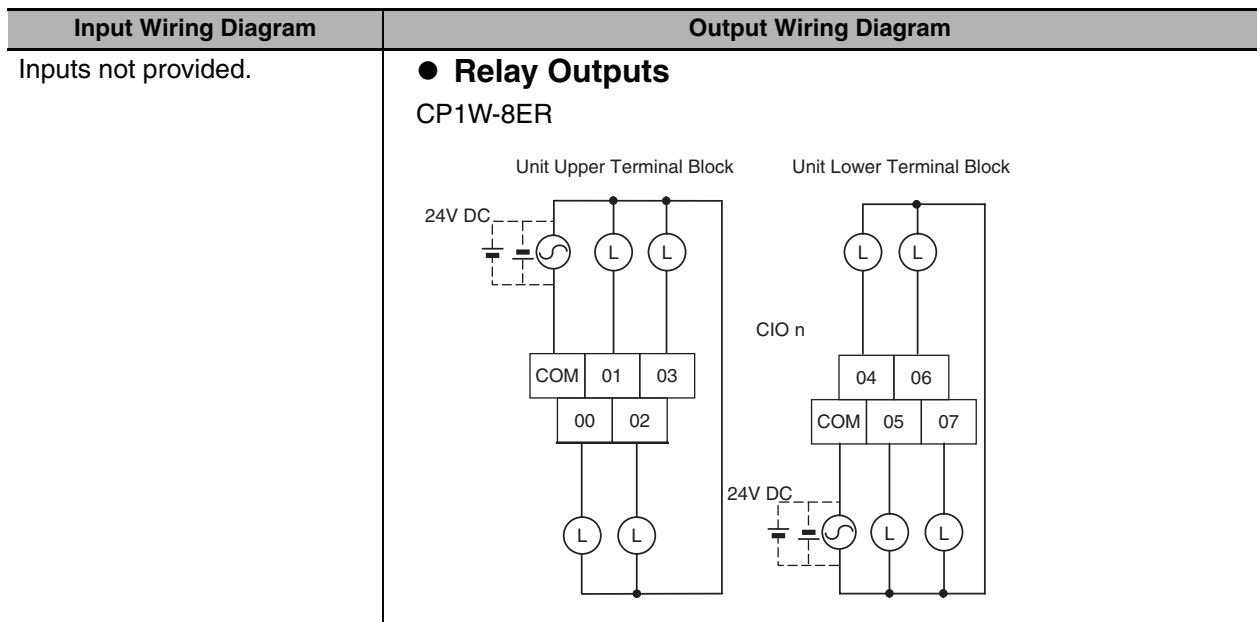 Input Wiring Diagram
Output Wiring Diagram
Inputs not provided.
● Relay Outputs
CP1W-8ER
Unit Upper Terminal Block
Unit Lower Terminal Block
24V DC
L
L
L
L
CIO n
COM 01 03
04 06
00 02
COM 05 07
24V DC
L
L
L
L